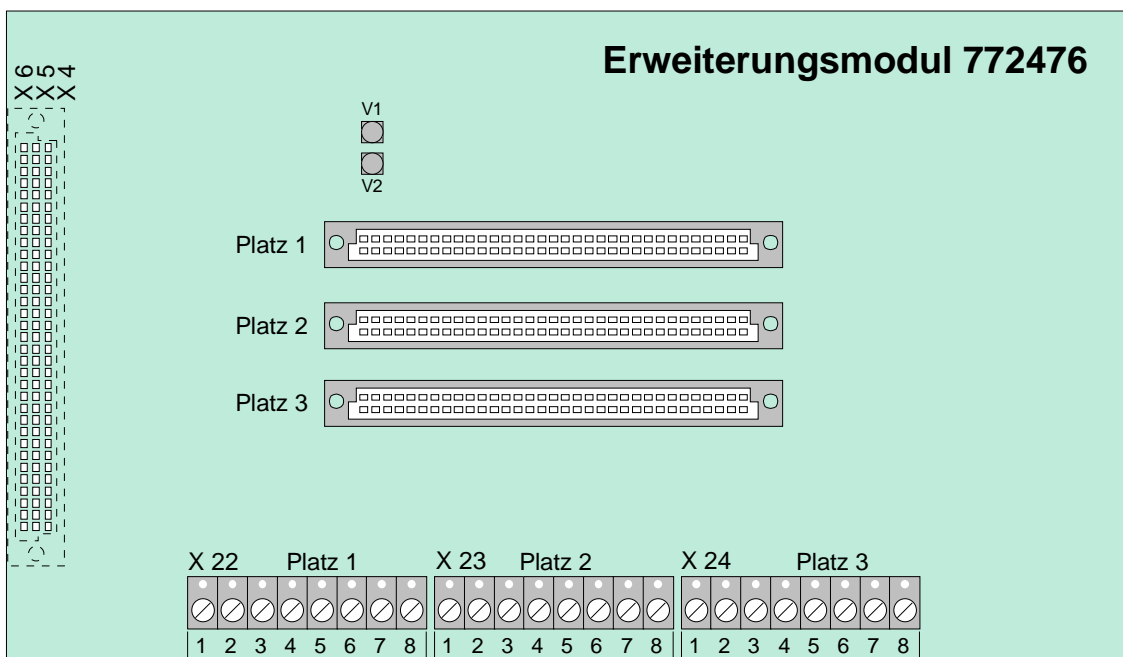 Erweiterungsmodul 772476
X 6
X 5
X 4
V1
V2
Platz 1
Platz 2
Platz 3
X 22 Platz 1 X 23 Platz 2 X 24 Platz 3
1 2 3 4 5 6 7 8 1 2 3 4 5 6 7 8 1 2 3 4 5 6 7 8